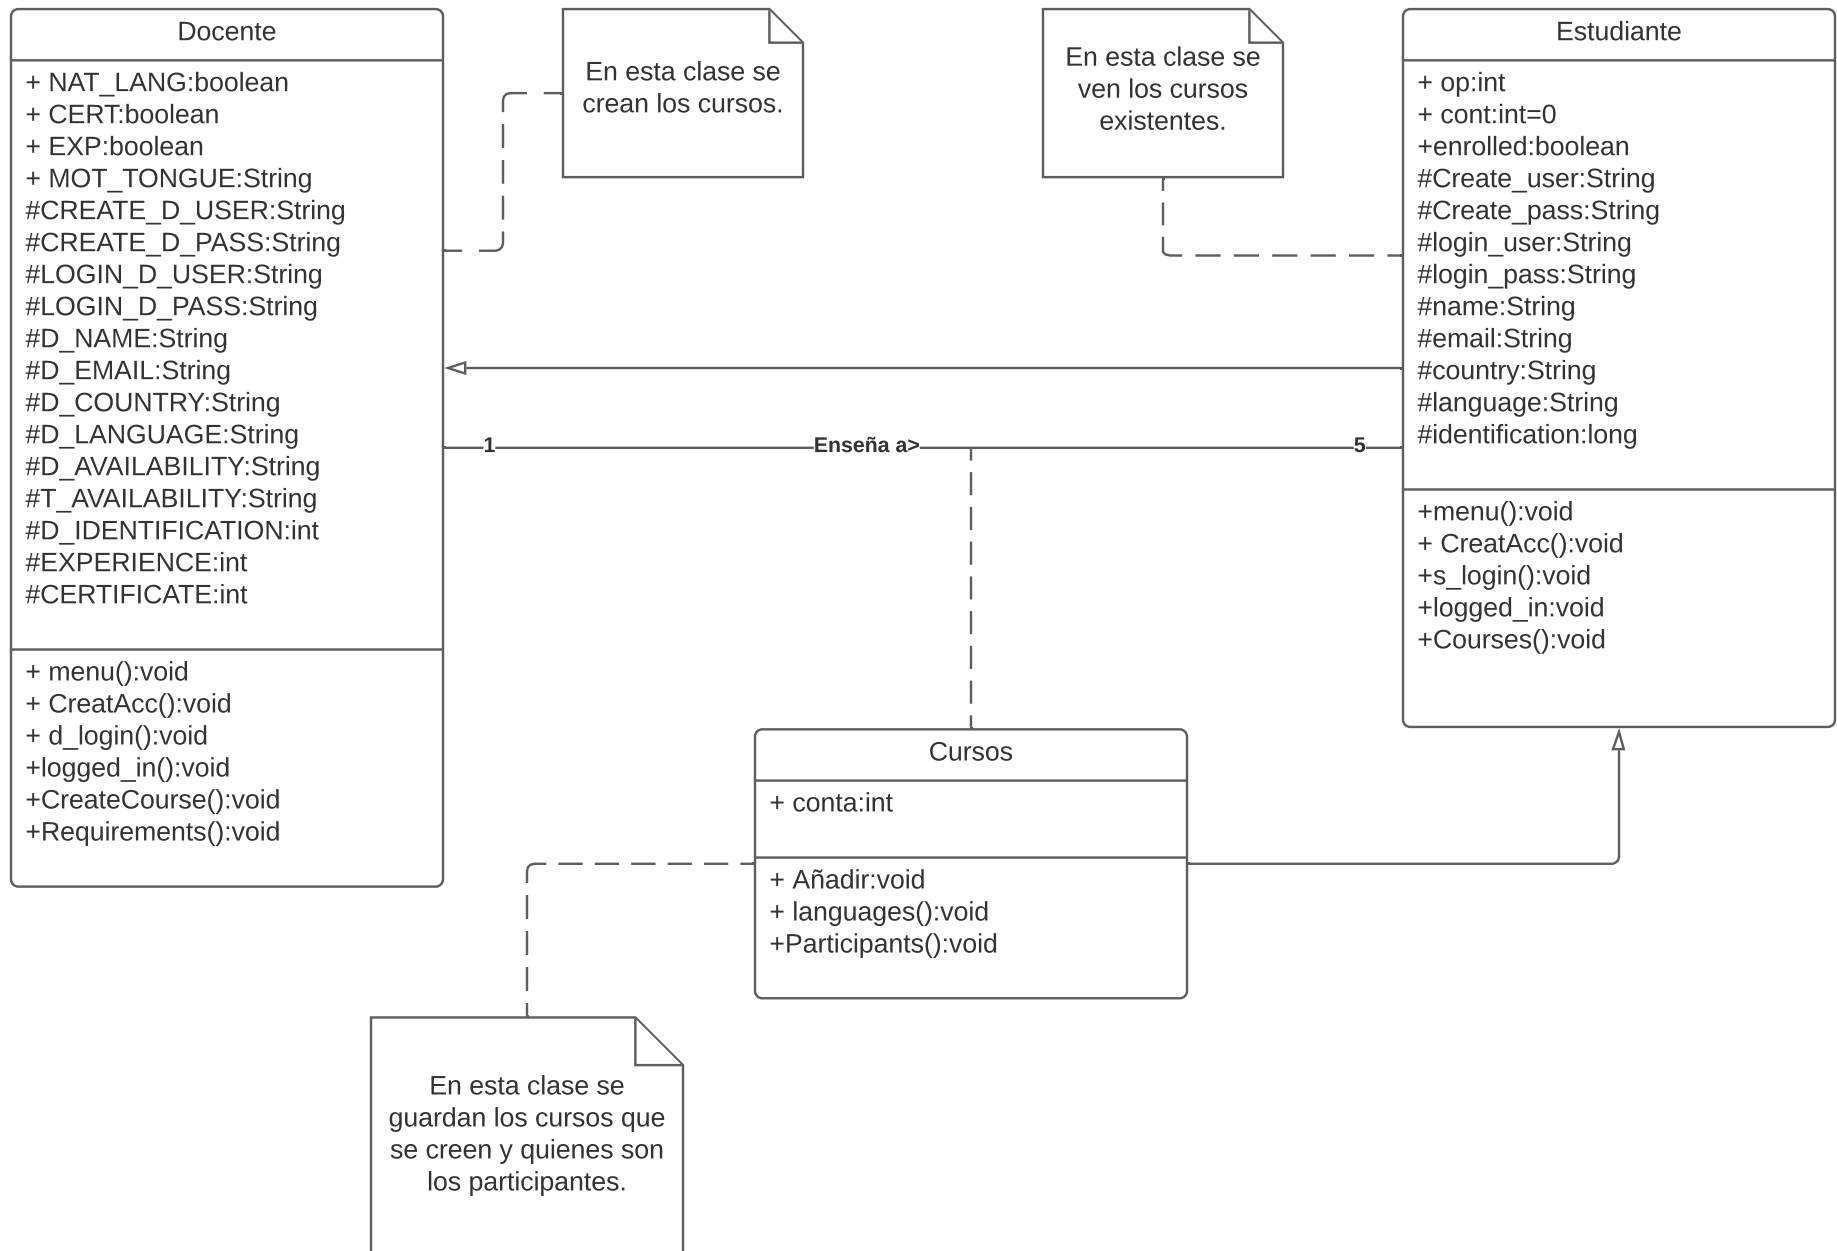 Docente
+ NAT_LANG:boolean
+ CERT:boolean
+ EXP:boolean
+ MOT_TONGUE:String
#CREATE_D_USER:String
#CREATE_D_PASS:String
#LOGIN_D_USER:String
#LOGIN_D_PASS:String
#D_NAME:String
#D_EMAIL:String
#D_COUNTRY:String
#D_LANGUAGE:String
#D_AVAILABILITY:String
#T_AVAILABILITY:String
#D_IDENTIFICATION:int
#EXPERIENCE:int
#CERTIFICATE:int
+ menu():void
+ CreatAcc():void
+ d_login():void
+logged_in():void
+CreateCourse():void
+Requirements():void
En esta clase se
crean los cursos.
En esta clase se
ven los cursos
existentes.
Estudiante
+ op:int
+ cont:int=0
+enrolled:boolean
#Create_user:String
#Create_pass:String
#login_user:String
#login_pass:String
#name:String
#email:String
#country:String
#language:String
#identification:long
+menu():void
+ CreatAcc():void
+s_login():void
+logged_in:void
+Courses():void
1
Enseña a>
5
Cursos
+ conta:int
+ Añadir:void
+ languages():void
+Participants():void
En esta clase se
guardan los cursos que
se creen y quienes son
los participantes.